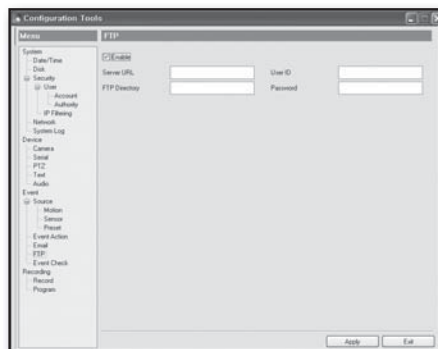 Configuration Tools
Menu
FTP
System
Date/Time
Disk
Security
User
Account
Authority
IP Filtering
Network
System Log
Device
Camera
Serial
PTZ
Text
Audio
Event
Source
Motion
Sensor
Preset
Event Action
Email
FTP
Event Check
Recording
Record
Program
Enable
Server URL
User ID
FTP Directory
Password
Apply
Exit